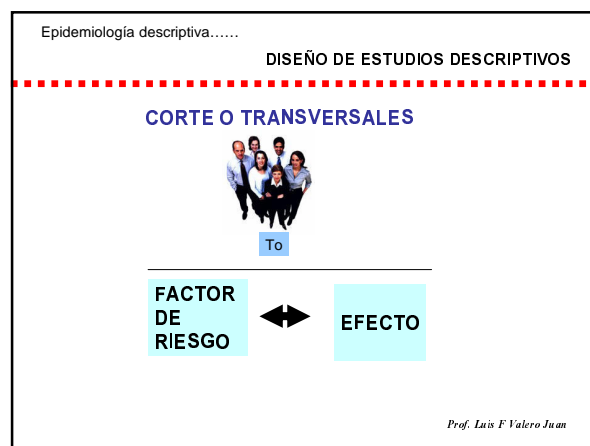 Epidemiología descriptiva……
DISEÑO DE ESTUDIOS DESCRIPTIVOS
CORTE O TRANSVERSALES
To
FACTOR
DE
RIESGO
EFECTO
Prof. Luis F Valero Juan